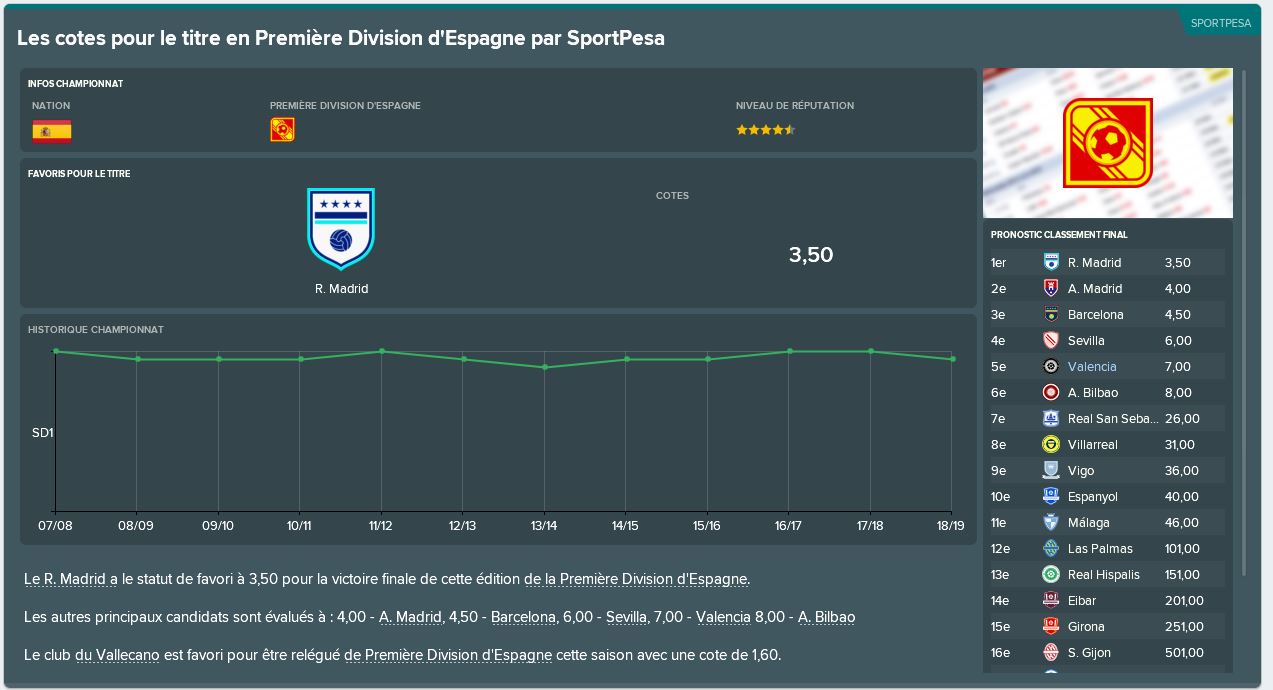 SPORTPESA
Les cotes pour le titre en Première Division d'Espagne par SportPesa
INFOS CHAMPIONNAT
NATION
PREMIÈRE DIVISION D'ESPAGNE
NIVEAU DE RÉPUTATION
FAVORIS POUR LE TITRE
COTES
3,50
R. Madrid
HISTORIQUE CHAMPIONNAT
SD1
07/08 08/09 09/10 10/11 11/12 12/13 13/14 14/15 15/16 16/17 17/18 18/19
Le R. Madrid a le statut de favori à 3,50 pour la victoire finale de cette édition de la Première Division d'Espagne.
Les autres principaux candidats sont évalués à : 4,00 - A. Madrid, 4,50 - Barcelona, 6,00 - Sevilla, 7,00 - Valencia 8,00 - A. Bilbao
Le club du Vallecano est favori pour être relégué de Première Division d'Espagne cette saison avec une cote de 1,60.
PRONOSTIC CLASSEMENT FINAL
1er R. Madrid 3,50
2e A. Madrid 4,00
3e Barcelona 4,50
4e Sevilla 6,00
5e Valencia 7,00
6e A. Bilbao 8,00
7e Real San Seba... 26,00
8e Villarreal 31,00
9e Vigo 36,00
10e Espanyol 40,00
11e Málaga 46,00
12e Las Palmas 101,00
13e Real Hispalis 151,00
14e Eibar 201,00
15e Girona 251,00
16e S. Gijon 501,00